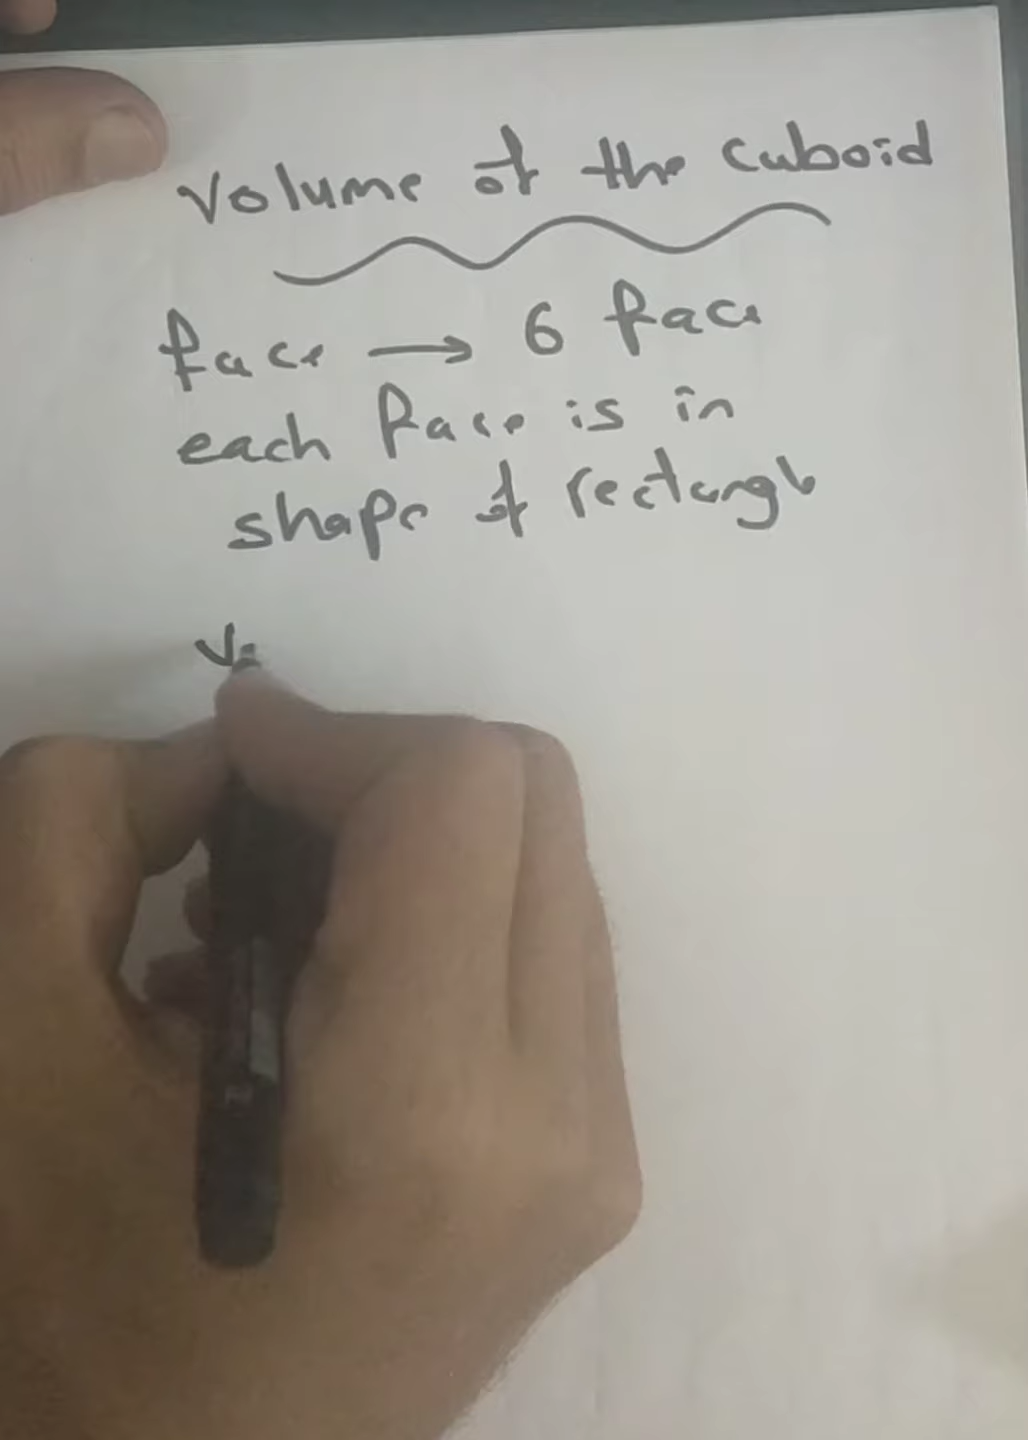 Volume of the cuboid
face → 6 face
each face is in
shape of rectangle